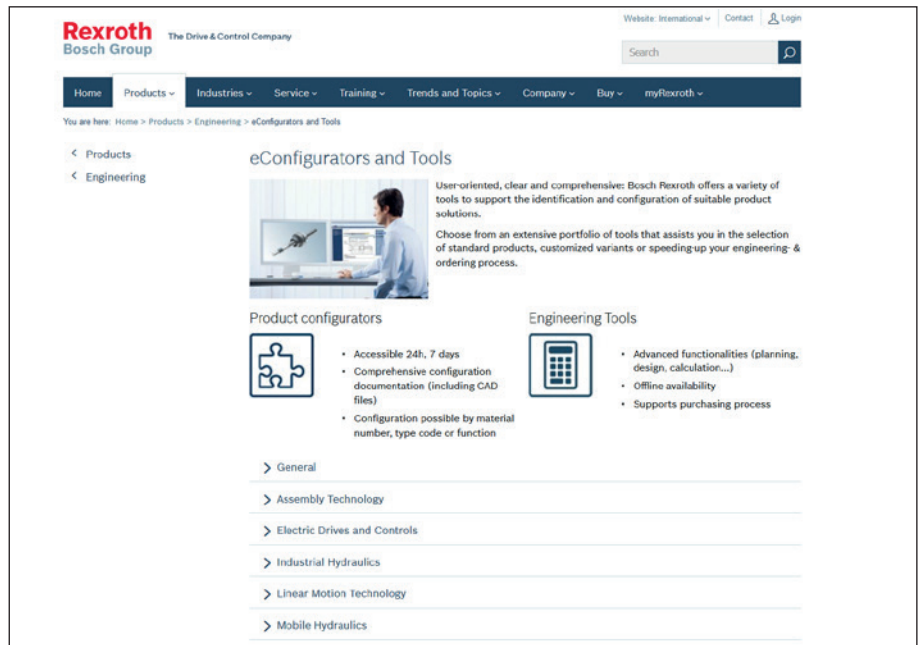 Website: International
Contact
Login
Rexroth
Bosch Group
The Drive & Control Company
Search
Home
Products
Industries
Service
Training
Trends and Topics
Company
Buy
myRexroth
You are here: Home > Products > Engineering > eConfigurators and Tools
< Products
< Engineering
eConfigurators and Tools
User-oriented, clear and comprehensive: Bosch Rexroth offers a variety of
tools to support the identification and configuration of suitable product
solutions.
Choose from an extensive portfolio of tools that assists you in the selection
of standard products, customized variants or speeding-up your engineering- &
ordering process.
Product configurators
• Accessible 24h, 7 days
• Comprehensive configuration
documentation (including CAD
files)
• Configuration possible by material
number, type code or function
Engineering Tools
• Advanced functionalities (planning,
design, calculation...)
• Offline availability
• Supports purchasing process
> General
> Assembly Technology
> Electric Drives and Controls
> Industrial Hydraulics
> Linear Motion Technology
> Mobile Hydraulics